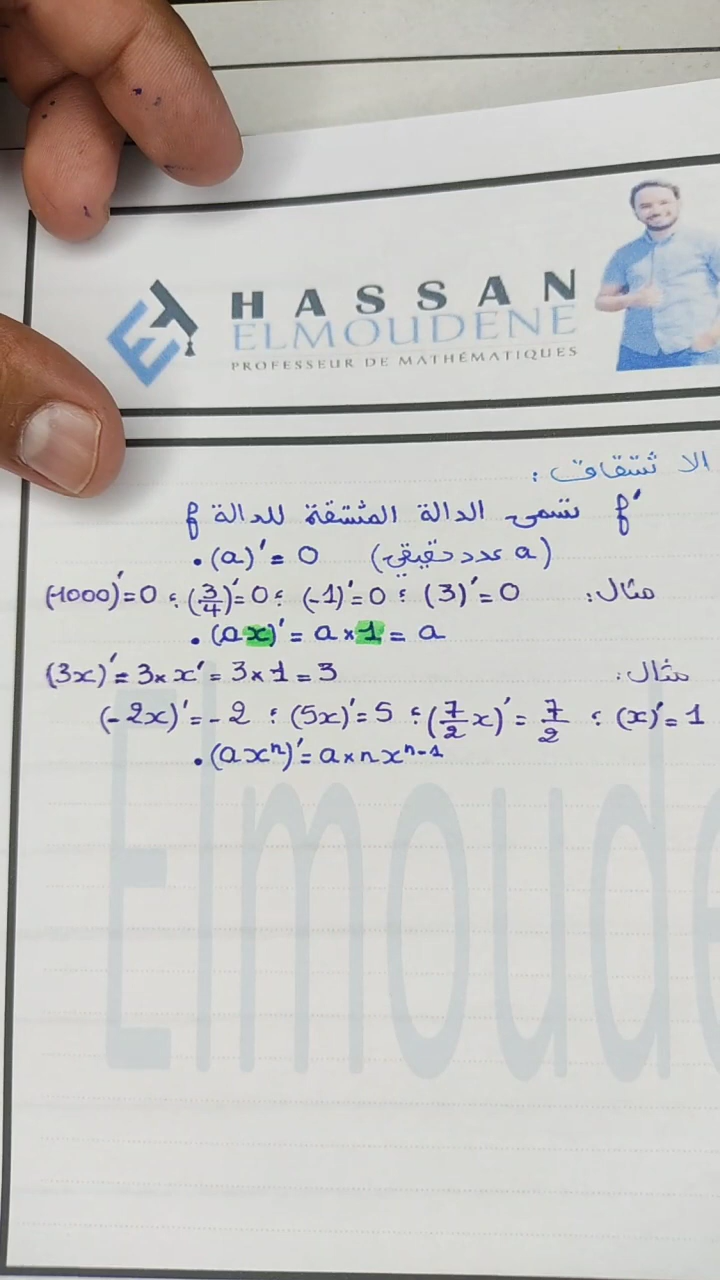 HASSAN
ELMOUDENE
PROFESSEUR DE MATHÉMATIQUES
الاشتقاق :
f' تسمى الدالة المشتقة للدالة f
• (a)' = 0 (a عدد حقيقي)
مثال: (3)' = 0 ؛ (-1)' = 0 ؛ (3/4)' = 0 ؛ (-1000)' = 0
• (ax)' = a × 1 = a
مثال: (3x)' = 3 × x' = 3 × 1 = 3
(x)' = 1 ؛ (7/2 x)' = 7/2 ؛ (5x)' = 5 ؛ (-2x)' = -2
• (axⁿ)' = a × n xⁿ⁻¹
Elmoude